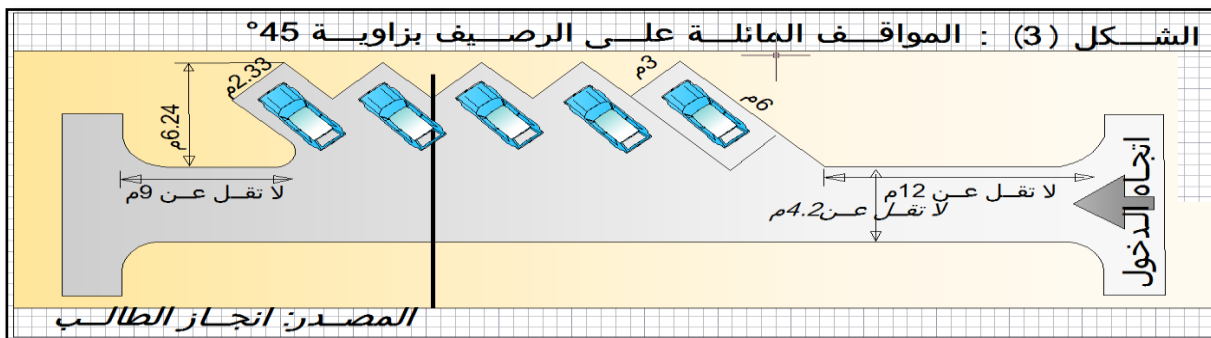 الشكل (3) : المواقف المائلة على الرصيف بزاوية 45°
2.33م
3م
6م
6.24م
لا تقل عن 9م
لا تقل عن 12م
لا تقل عن 4.2م
اتجاه الدخول
المصدر: انجاز الطالب